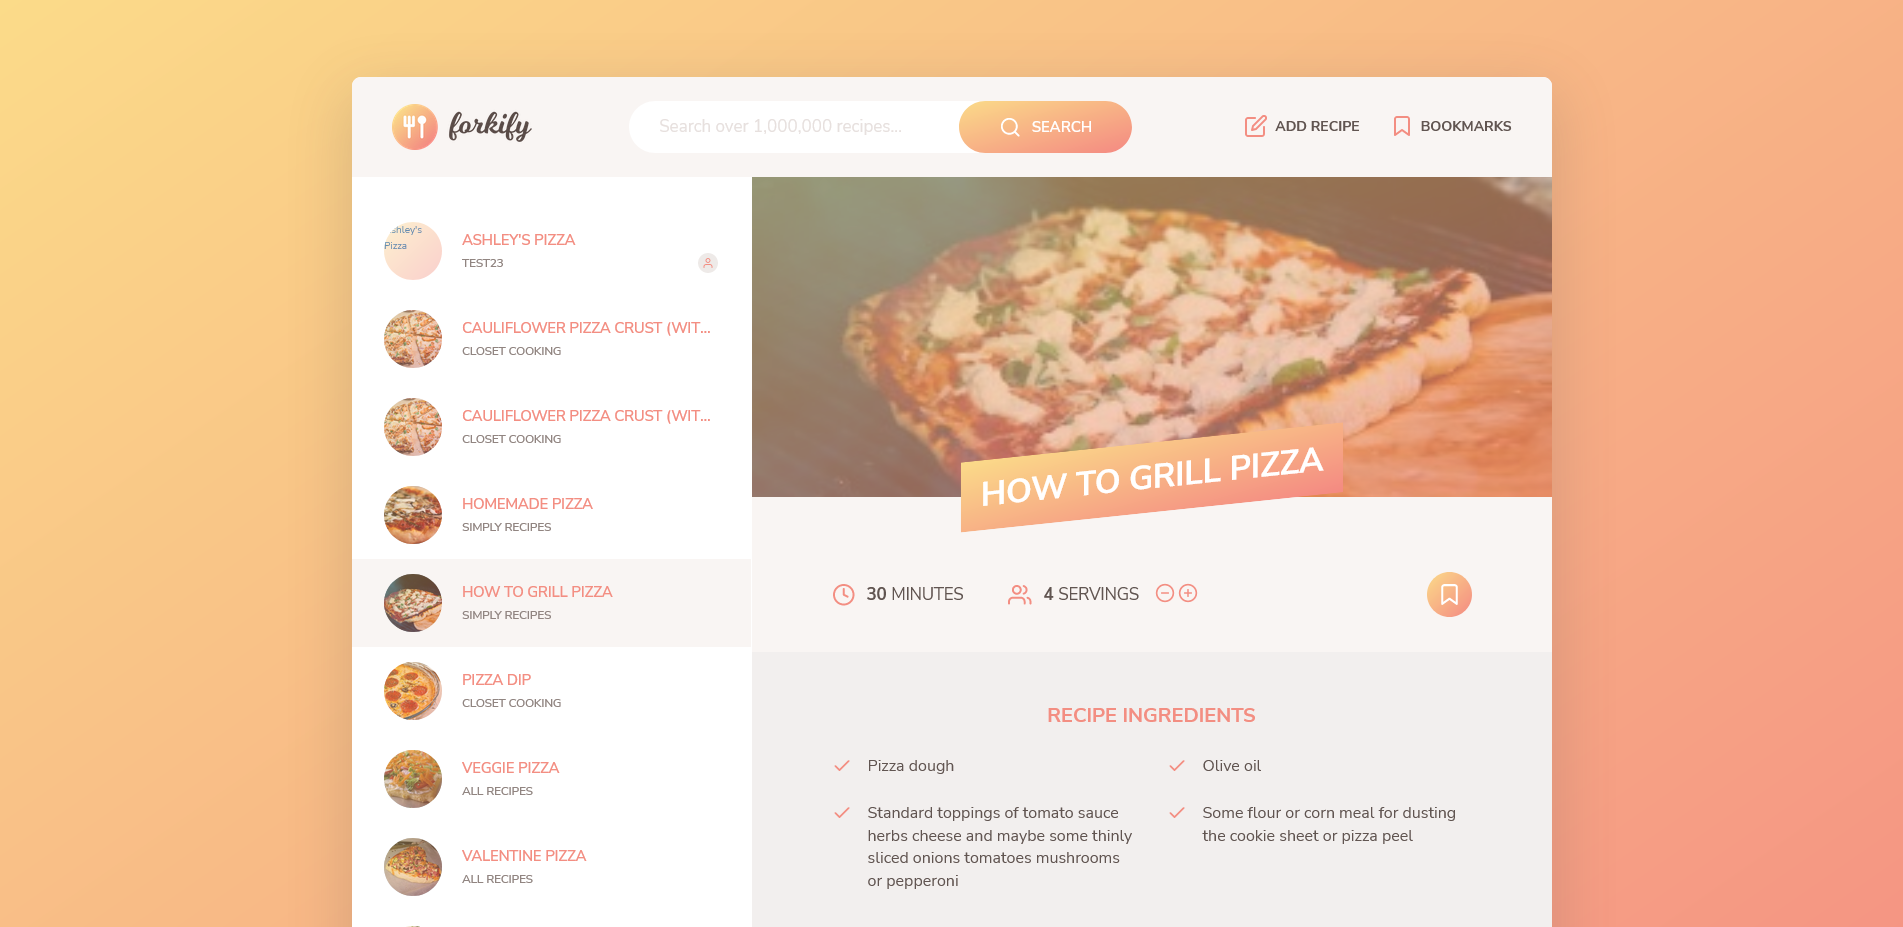 forkify
Search over 1,000,000 recipes...
SEARCH
ADD RECIPE
BOOKMARKS
shley's
Pizza
ASHLEY'S PIZZA
TEST23
CAULIFLOWER PIZZA CRUST (WIT...
CLOSET COOKING
CAULIFLOWER PIZZA CRUST (WIT...
CLOSET COOKING
HOMEMADE PIZZA
SIMPLY RECIPES
HOW TO GRILL PIZZA
SIMPLY RECIPES
PIZZA DIP
CLOSET COOKING
VEGGIE PIZZA
ALL RECIPES
VALENTINE PIZZA
ALL RECIPES
HOW TO GRILL PIZZA
30 MINUTES
4 SERVINGS
RECIPE INGREDIENTS
Pizza dough
Olive oil
Standard toppings of tomato sauce
herbs cheese and maybe some thinly
sliced onions tomatoes mushrooms
or pepperoni
Some flour or corn meal for dusting
the cookie sheet or pizza peel